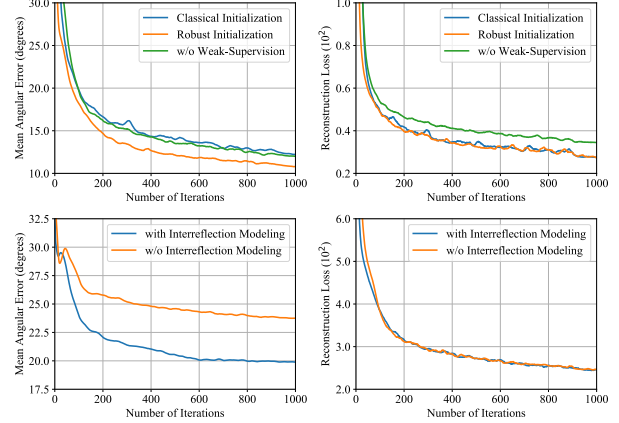 Mean Angular Error (degrees)
30.0
25.0
20.0
15.0
10.0
Classical Initialization
Robust Initialization
w/o Weak-Supervision
0 200 400 600 800 1000
Number of Iterations
Reconstruction Loss (10²)
1.0
0.8
0.6
0.4
0.2
Classical Initialization
Robust Initialization
w/o Weak-Supervision
0 200 400 600 800 1000
Number of Iterations
Mean Angular Error (degrees)
32.5
30.0
27.5
25.0
22.5
20.0
17.5
with Interreflection Modeling
w/o Interreflection Modeling
0 200 400 600 800 1000
Number of Iterations
Reconstruction Loss (10²)
6.0
5.0
4.0
3.0
2.0
with Interreflection Modeling
w/o Interreflection Modeling
0 200 400 600 800 1000
Number of Iterations